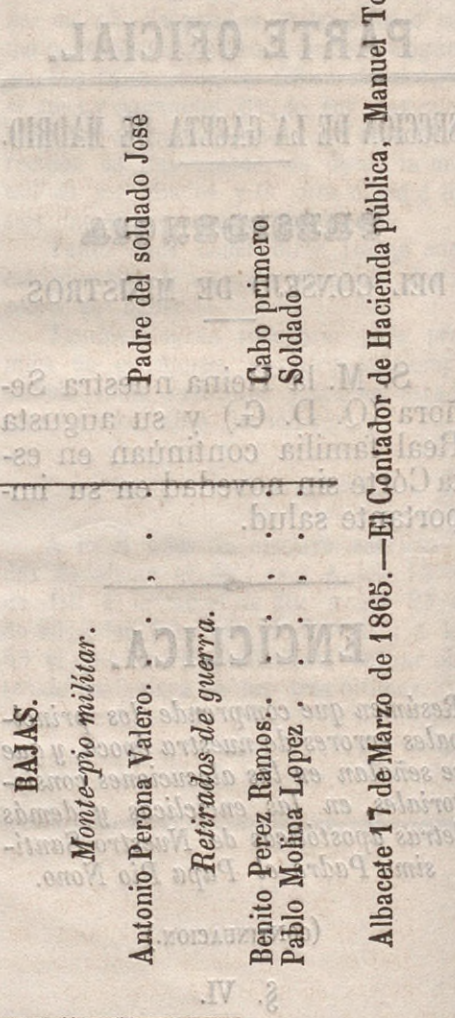 BAJAS.
Monte-pio militar.
Antonio Perona Valero. . . , . . Padre del soldado José
Retirados de guerra.
Benito Perez Ramos. . . . , . . Cabo primero
Pablo Molina Lopez . . . . , . . Soldado
Albacete 17 de Marzo de 1865.—El Contador de Hacienda pública, Manuel To
PARTE OFICIAL.
SECCION DE LA GACETA DE MADRID.
PRESIDENCIA
DEL CONSEJO DE MINISTROS
S. M. la Reina nuestra Se-
ñora (Q. D. G.) y su augusta
Real familia continúan en es-
ta Córte sin novedad en su im-
portante salud.
ENCÍCLICA.
Resúmen que comprende los princi-
pales errores de nuestra época y que
se señalan en las alocuciones consis-
toriales en las encíclicas y demás
letras apostólicas de Nuestro Santí-
simo Padre el Papa Pio Nono.
(CONTINUACION.)
§. VI.